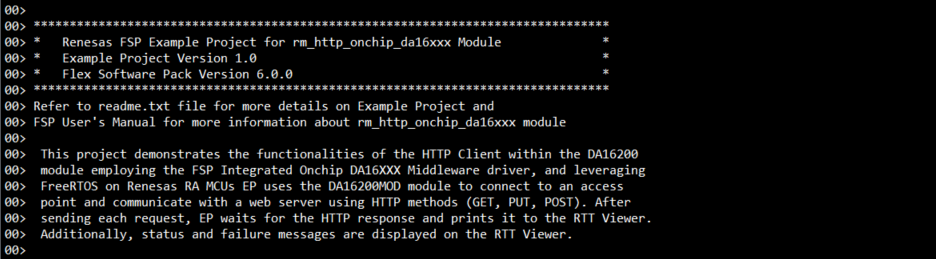 00>
00> ********************************************************************************
00> *   Renesas FSP Example Project for rm_http_onchip_da16xxx Module              *
00> *   Example Project Version 1.0                                                *
00> *   Flex Software Pack Version 6.0.0                                           *
00> ********************************************************************************
00> Refer to readme.txt file for more details on Example Project and
00> FSP User's Manual for more information about rm_http_onchip_da16xxx module
00>
00>  This project demonstrates the functionalities of the HTTP Client within the DA16200
00>  module employing the FSP Integrated Onchip DA16XXX Middleware driver, and leveraging
00>  FreeRTOS on Renesas RA MCUs EP uses the DA16200MOD module to connect to an access
00>  point and communicate with a web server using HTTP methods (GET, PUT, POST). After
00>  sending each request, EP waits for the HTTP response and prints it to the RTT Viewer.
00>  Additionally, status and failure messages are displayed on the RTT Viewer.
00>